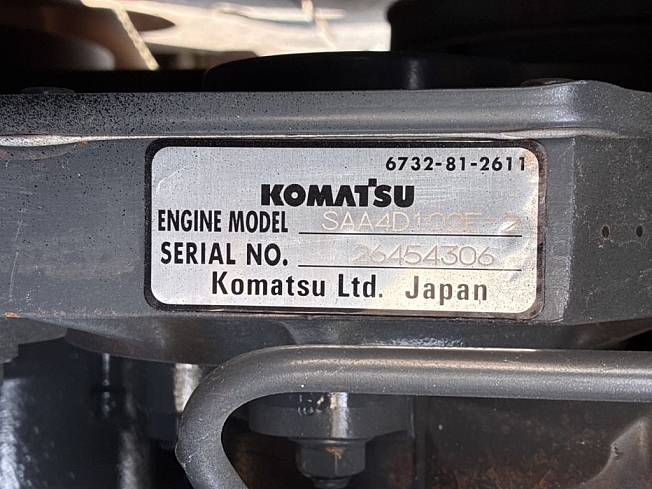 6732-81-2611
KOMATSU
ENGINE MODEL SAA4D102E-2
SERIAL NO. 26454306
Komatsu Ltd. Japan